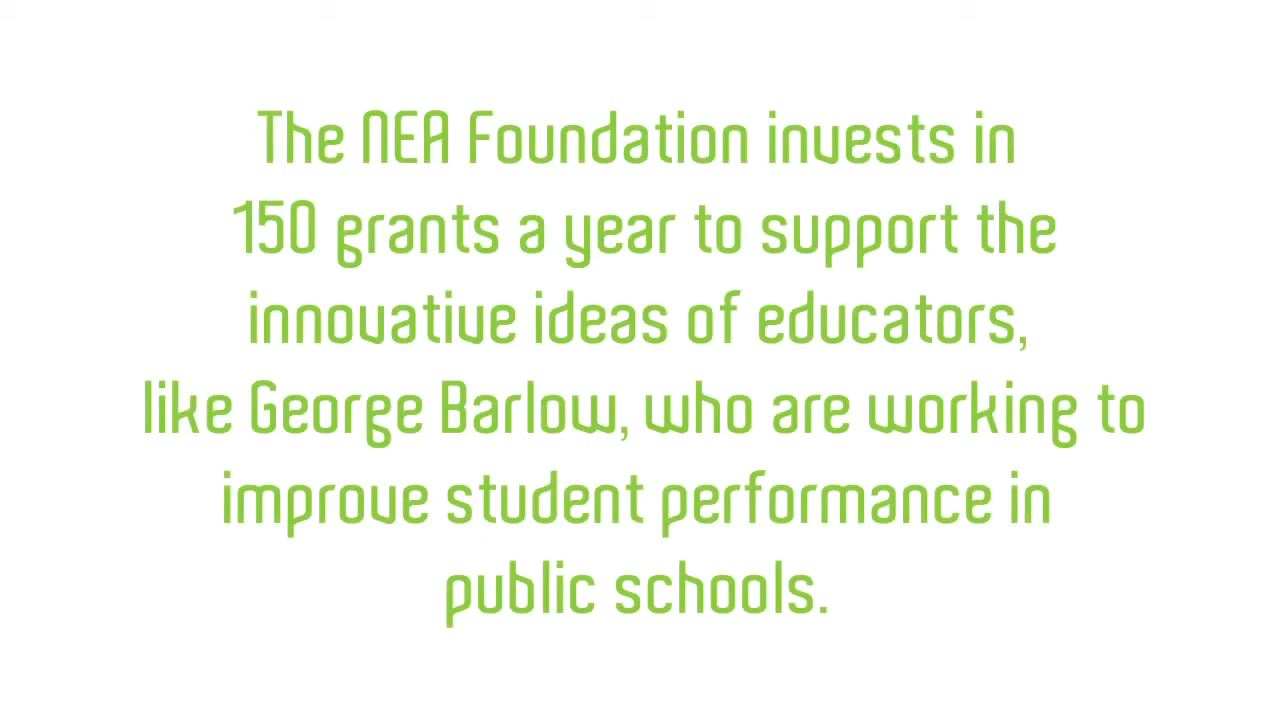 The NEA Foundation invests in
150 grants a year to support the
innovative ideas of educators,
like George Barlow, who are working to
improve student performance in
public schools.